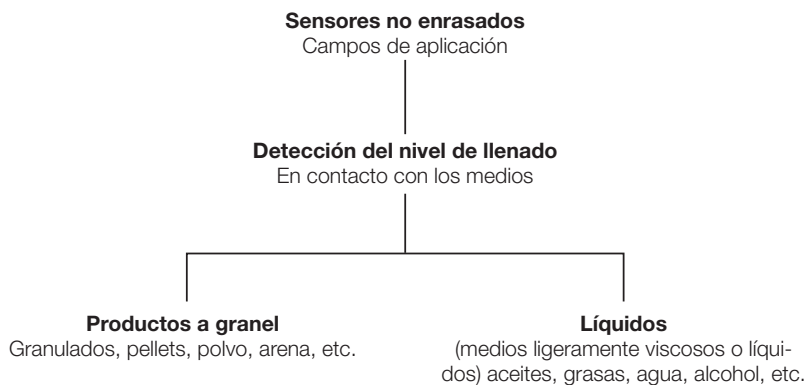 Sensores no enrasados
Campos de aplicación
Detección del nivel de llenado
En contacto con los medios
Productos a granel
Granulados, pellets, polvo, arena, etc.
Líquidos
(medios ligeramente viscosos o líqui-
dos) aceites, grasas, agua, alcohol, etc.